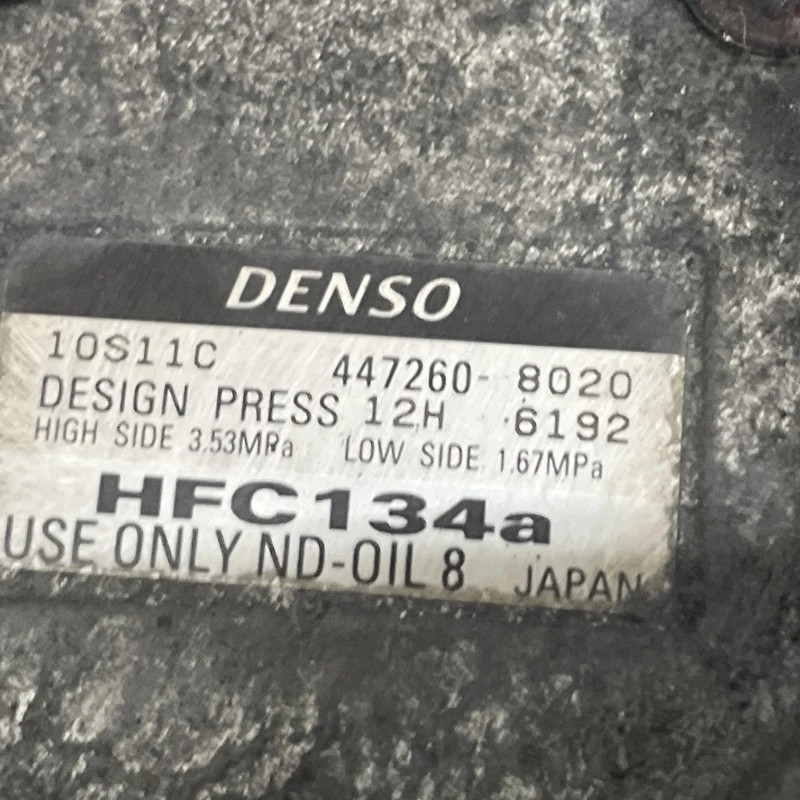 DENSO
10S11C 447260- 8020
DESIGN PRESS 12H 6192
HIGH SIDE 3.53MPa LOW SIDE 1.67MPa
HFC134a
USE ONLY ND-OIL 8 JAPAN